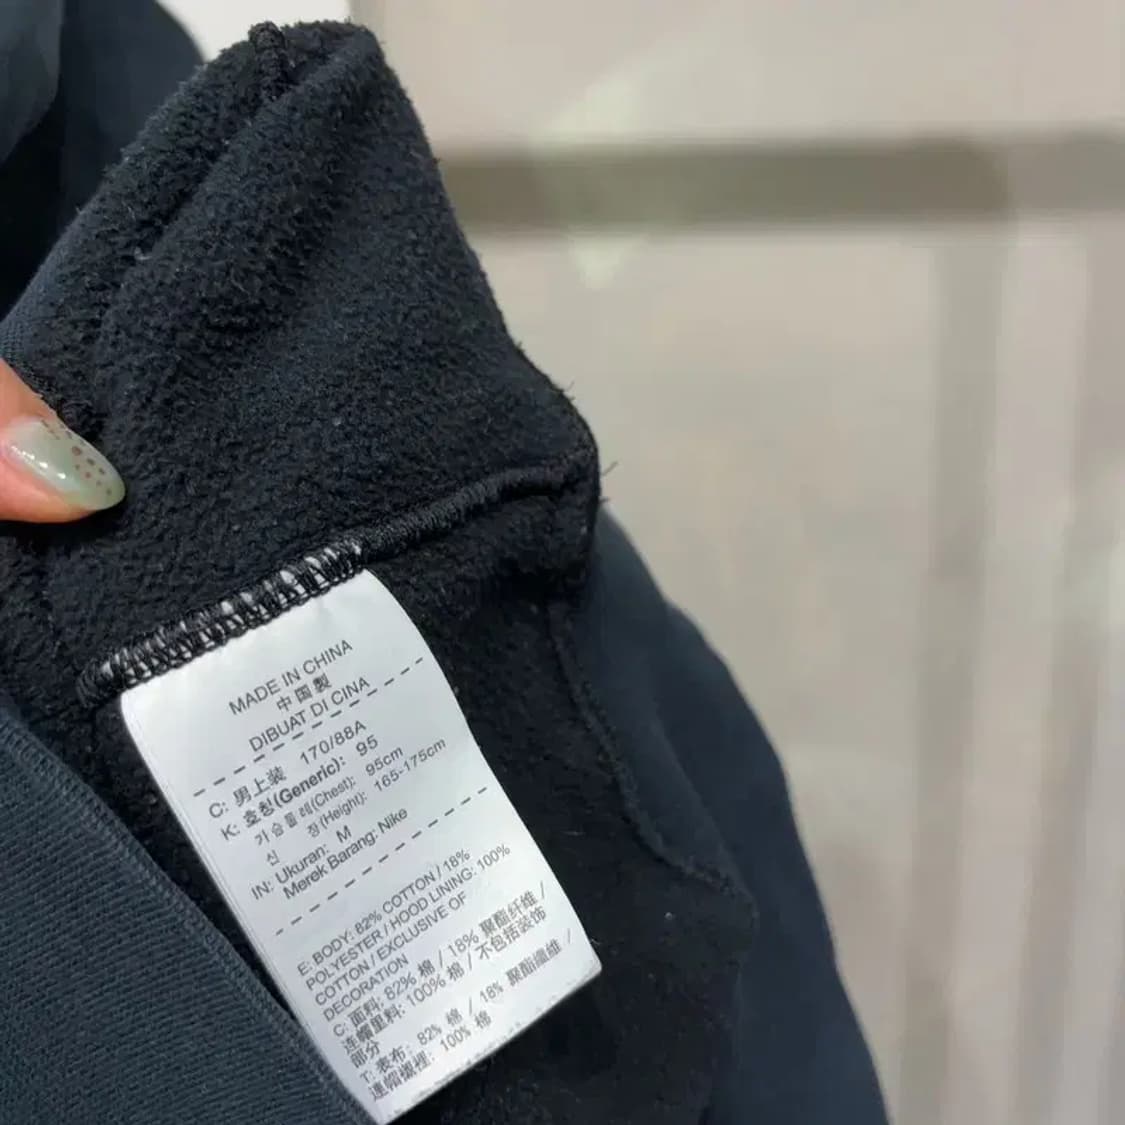 MADE IN CHINA
中国製
DIBUAT DI CINA
C: 男上装 170/88A
K: 호칭(Generic): 95
가슴둘레(Chest): 95cm
신 장(Height): 165-175cm
IN: Ukuran: M
Merek Barang: Nike
E: BODY: 82% COTTON / 18%
POLYESTER / HOOD LINING: 100%
COTTON / EXCLUSIVE OF
DECORATION
C: 面料: 82% 棉 / 18% 聚酯纤维 /
连帽里料: 100% 棉 / 不包括装饰
部分
T: 表布: 82% 棉 / 18% 聚酯纖維 /
連帽襯裡: 100% 棉